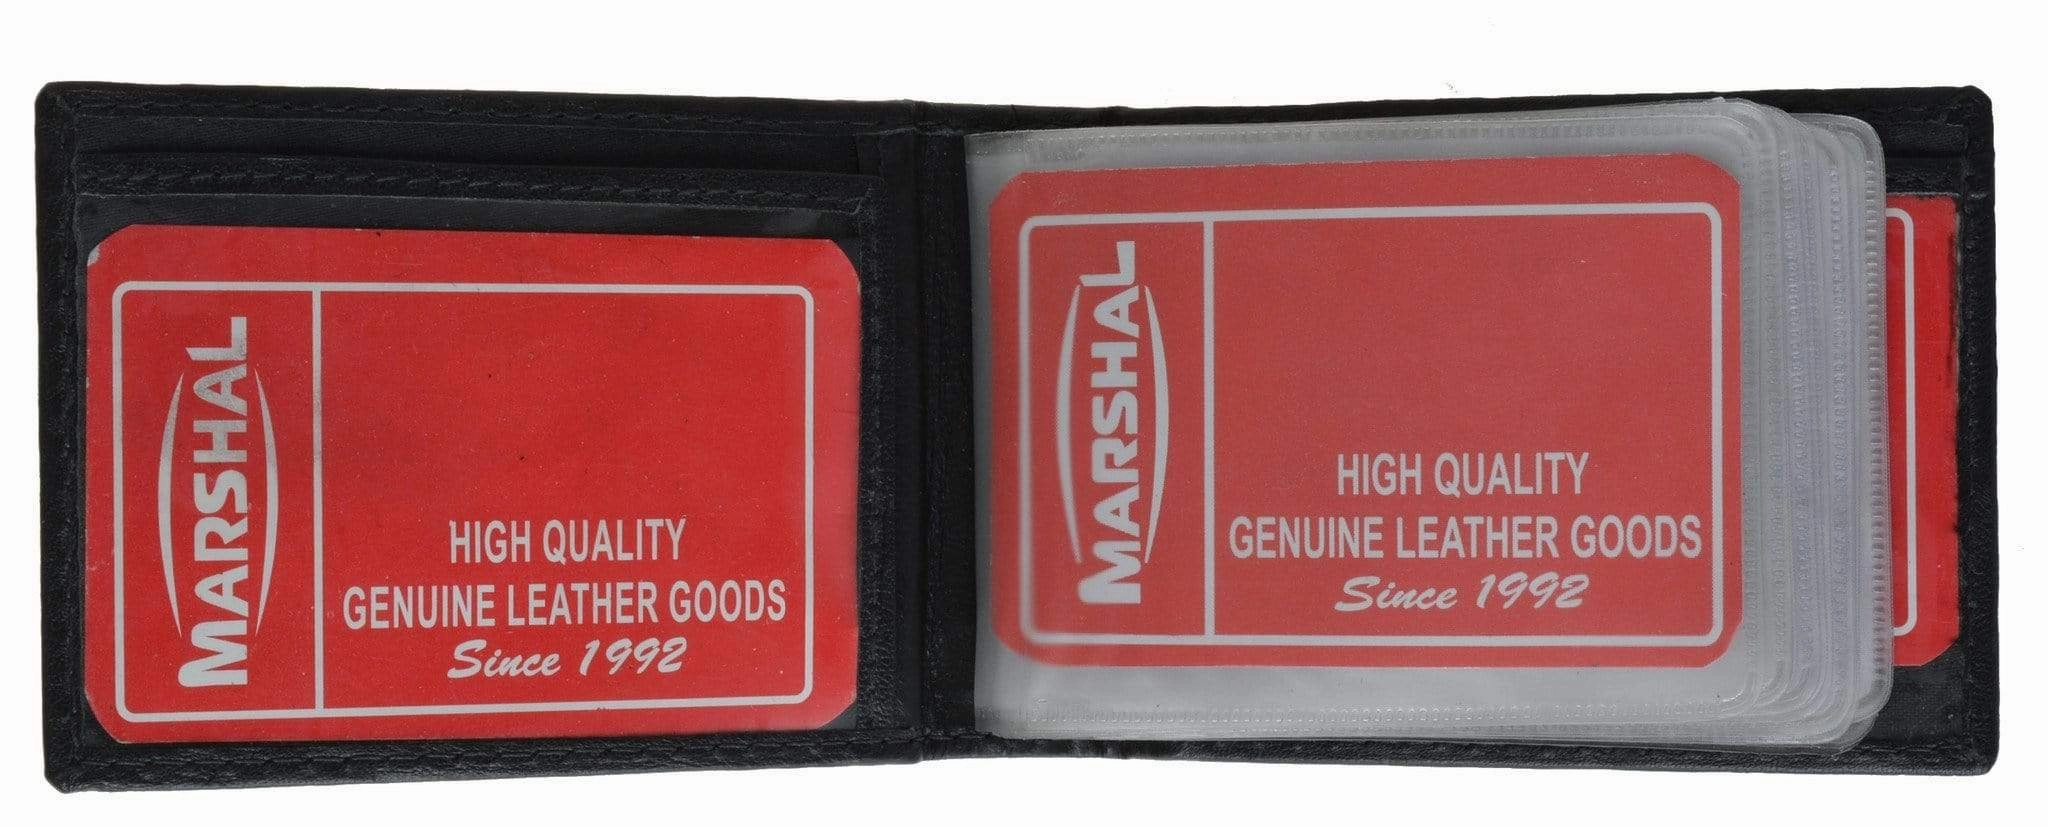 MARSHAL
HIGH QUALITY
GENUINE LEATHER GOODS
Since 1992
MARSHAL
HIGH QUALITY
GENUINE LEATHER GOODS
Since 1992